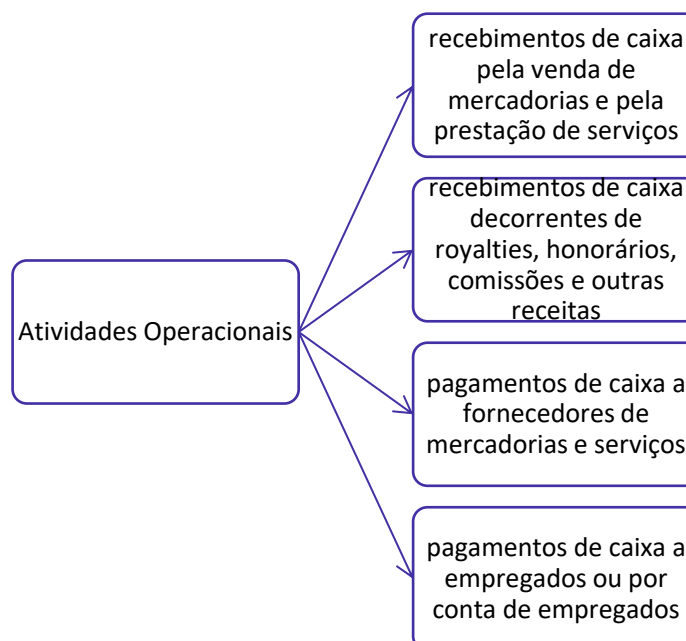 recebimentos de caixa
pela venda de
mercadorias e pela
prestação de serviços
recebimentos de caixa
decorrentes de
royalties, honorários,
comissões e outras
receitas
Atividades Operacionais
pagamentos de caixa a
fornecedores de
mercadorias e serviços
pagamentos de caixa a
empregados ou por
conta de empregados